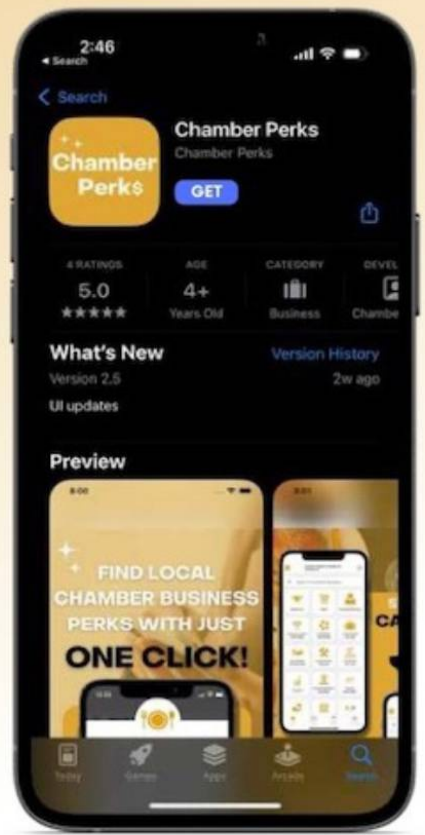 2:46
◀ Search
Search
Chamber
Perk$
Chamber Perks
Chamber Perks
GET
4 RATINGS
AGE
CATEGORY
DEVEL
5.0
4+
★★★★★
Years Old
Business
Chambe
What's New
Version History
Version 2.5
2w ago
UI updates
Preview
FIND LOCAL
CHAMBER BUSINESS
PERKS WITH JUST
ONE CLICK!
CA
Today
Games
Apps
Arcade
Search